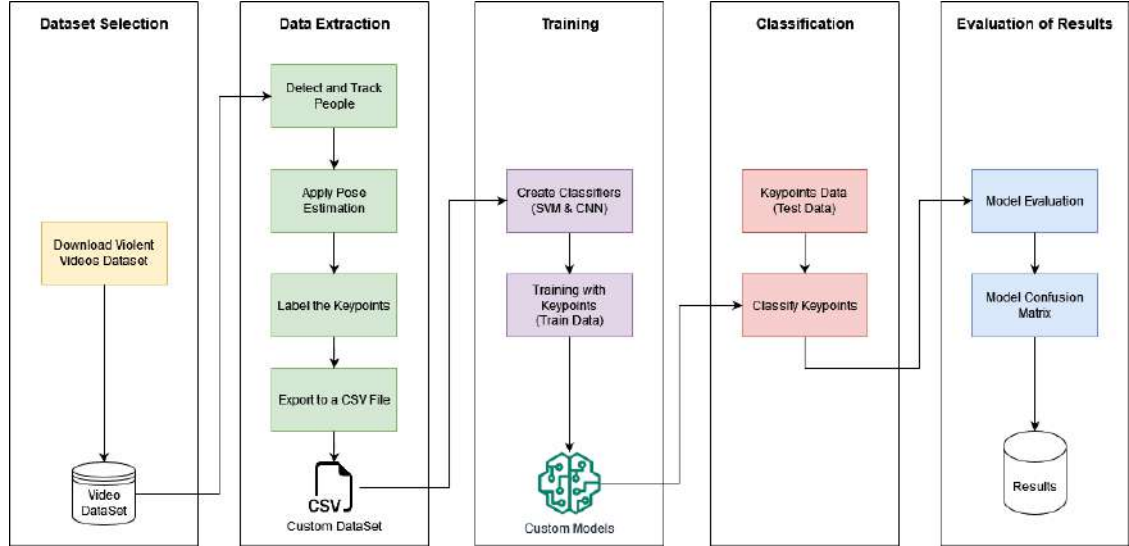 Dataset Selection
Download Violent
Videos Dataset
Video
DataSet
Data Extraction
Detect and Track
People
Apply Pose
Estimation
Label the Keypoints
Export to a CSV File
CSV
Custom DataSet
Training
Create Classifiers
(SVM & CNN)
Training with
Keypoints
(Train Data)
Custom Models
Classification
Keypoints Data
(Test Data)
Classify Keypoints
Evaluation of Results
Model Evaluation
Model Confusion
Matrix
Results